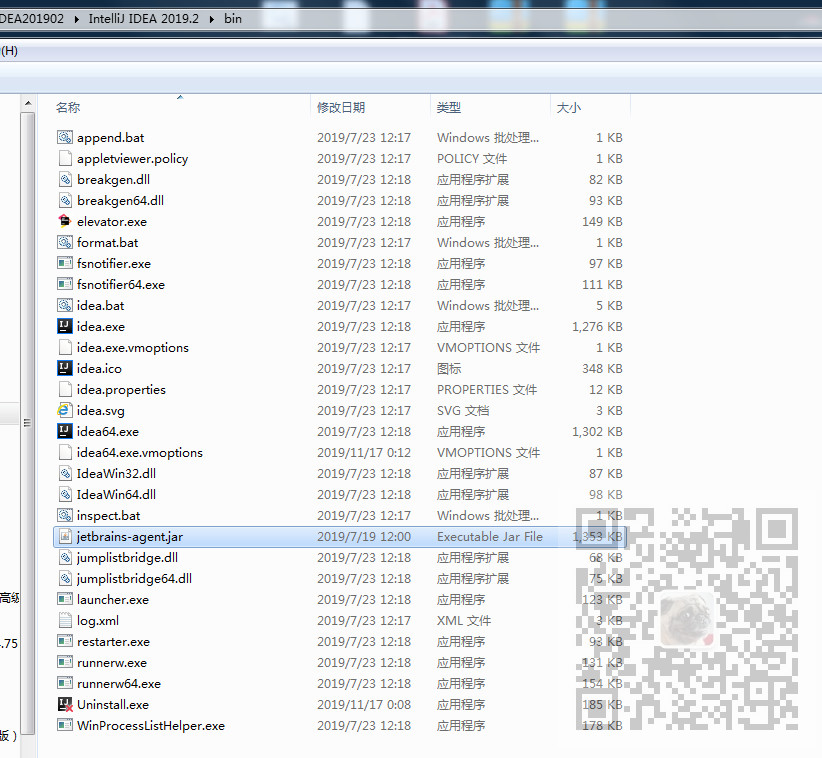 DEA201902 ▸ IntelliJ IDEA 2019.2 ▸ bin
(H)
名称 修改日期 类型 大小
append.bat 2019/7/23 12:17 Windows 批处理... 1 KB
appletviewer.policy 2019/7/23 12:17 POLICY 文件 1 KB
breakgen.dll 2019/7/23 12:18 应用程序扩展 82 KB
breakgen64.dll 2019/7/23 12:18 应用程序扩展 93 KB
elevator.exe 2019/7/23 12:18 应用程序 149 KB
format.bat 2019/7/23 12:17 Windows 批处理... 1 KB
fsnotifier.exe 2019/7/23 12:18 应用程序 97 KB
fsnotifier64.exe 2019/7/23 12:18 应用程序 111 KB
idea.bat 2019/7/23 12:17 Windows 批处理... 5 KB
idea.exe 2019/7/23 12:18 应用程序 1,276 KB
idea.exe.vmoptions 2019/7/23 12:17 VMOPTIONS 文件 1 KB
idea.ico 2019/7/23 12:17 图标 348 KB
idea.properties 2019/7/23 12:17 PROPERTIES 文件 12 KB
idea.svg 2019/7/23 12:17 SVG 文档 3 KB
idea64.exe 2019/7/23 12:18 应用程序 1,302 KB
idea64.exe.vmoptions 2019/11/17 0:12 VMOPTIONS 文件 1 KB
IdeaWin32.dll 2019/7/23 12:18 应用程序扩展 87 KB
IdeaWin64.dll 2019/7/23 12:18 应用程序扩展 98 KB
inspect.bat 2019/7/23 12:17 Windows 批处理... 1 KB
jetbrains-agent.jar 2019/7/19 12:00 Executable Jar File 1,353 KB
jumplistbridge.dll 2019/7/23 12:18 应用程序扩展 68 KB
jumplistbridge64.dll 2019/7/23 12:18 应用程序扩展 75 KB
高级 launcher.exe 2019/7/23 12:18 应用程序 123 KB
log.xml 2019/7/23 12:17 XML 文件 3 KB
.75 restarter.exe 2019/7/23 12:18 应用程序 93 KB
runnerw.exe 2019/7/23 12:18 应用程序 131 KB
runnerw64.exe 2019/7/23 12:18 应用程序 154 KB
Uninstall.exe 2019/11/17 0:08 应用程序 185 KB
版） WinProcessListHelper.exe 2019/7/23 12:18 应用程序 178 KB